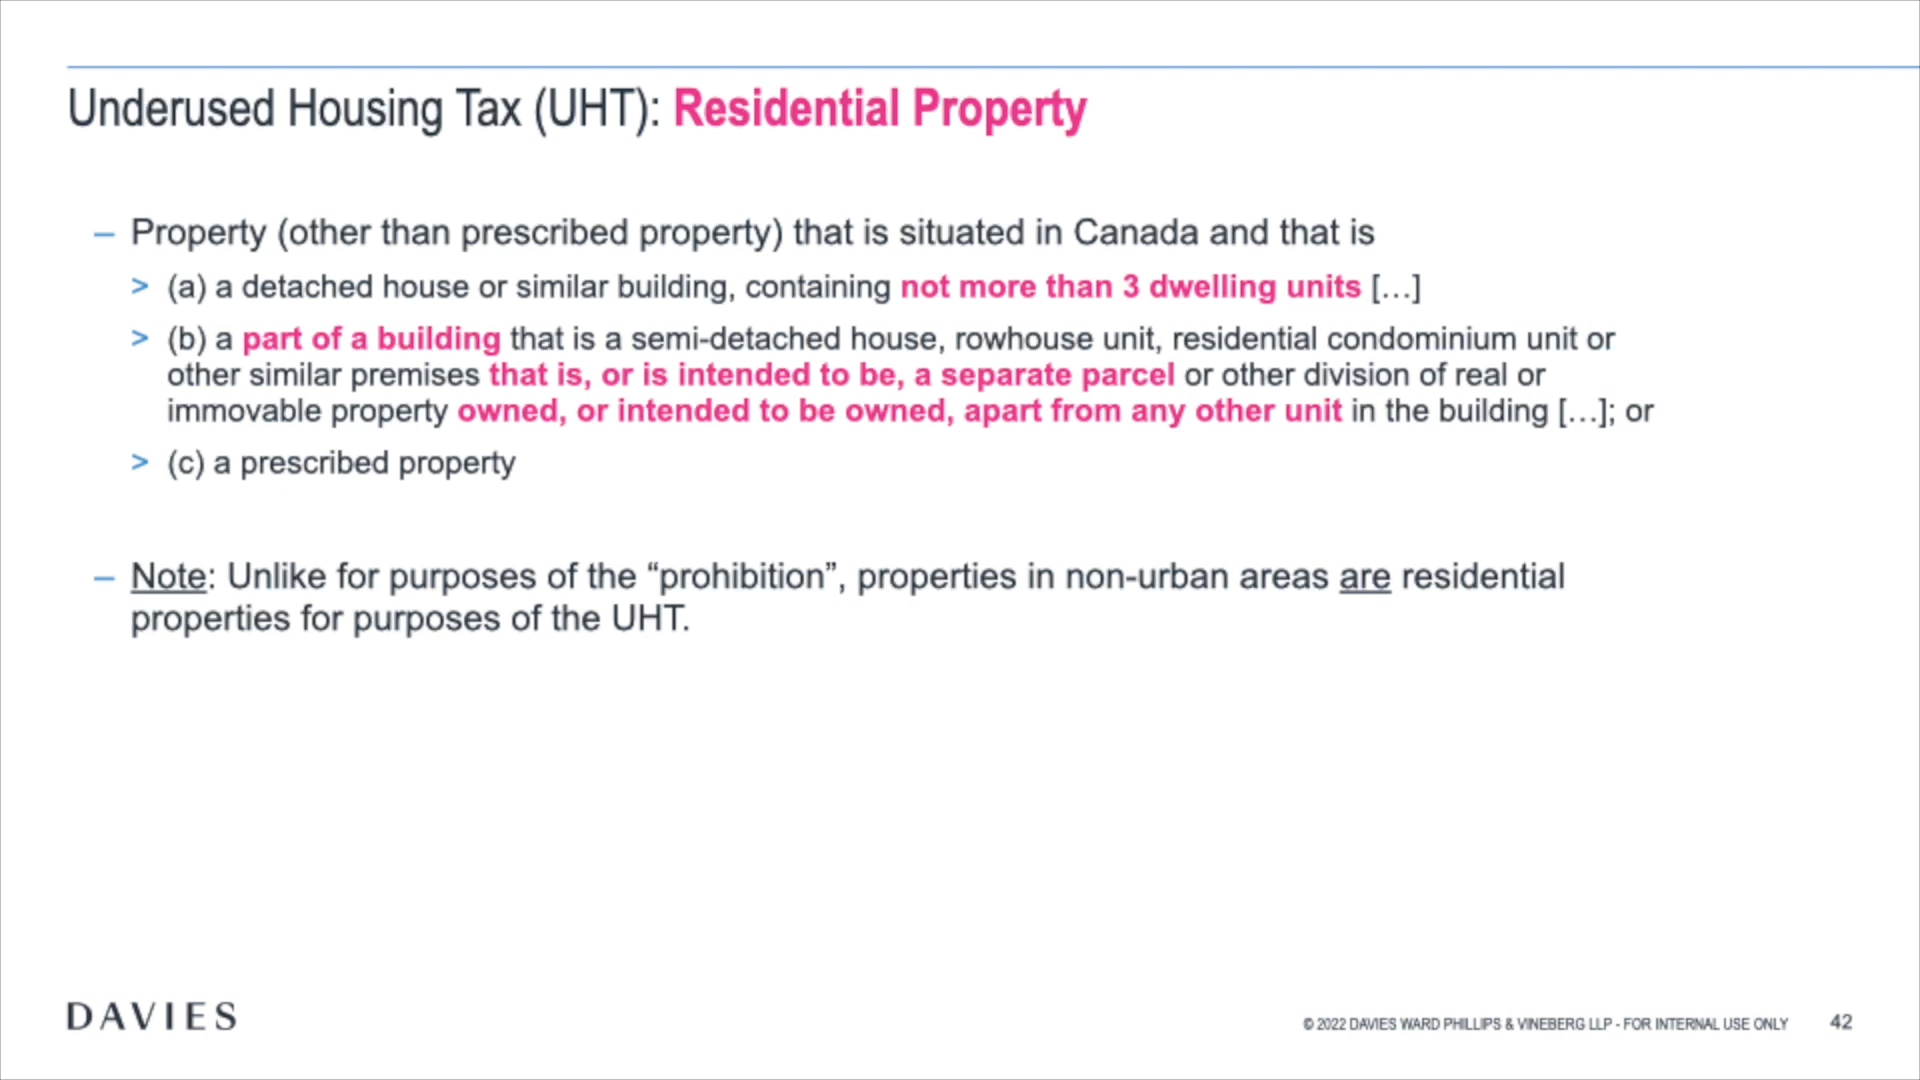 Underused Housing Tax (UHT): Residential Property
– Property (other than prescribed property) that is situated in Canada and that is
> (a) a detached house or similar building, containing not more than 3 dwelling units […]
> (b) a part of a building that is a semi-detached house, rowhouse unit, residential condominium unit or
other similar premises that is, or is intended to be, a separate parcel or other division of real or
immovable property owned, or intended to be owned, apart from any other unit in the building […]; or
> (c) a prescribed property
– Note: Unlike for purposes of the “prohibition”, properties in non-urban areas are residential
properties for purposes of the UHT.
DAVIES
© 2022 DAVIES WARD PHILLIPS & VINEBERG LLP - FOR INTERNAL USE ONLY 42